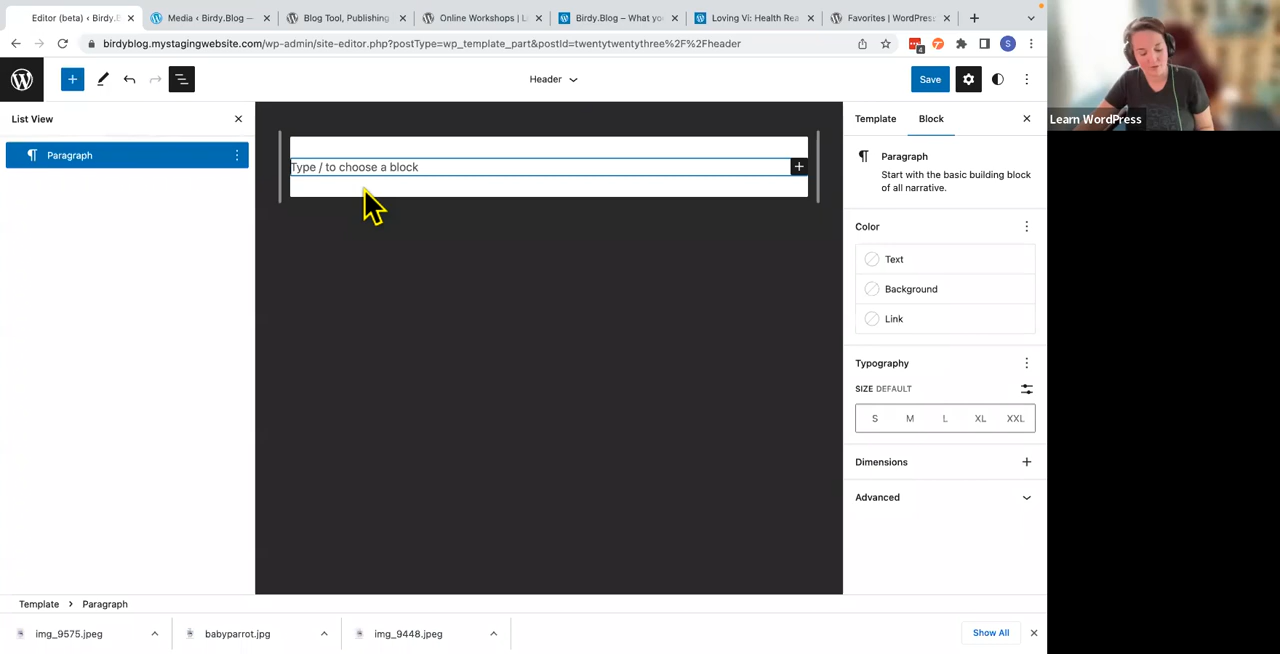 Editor (beta) ‹ Birdy.B
Media ‹ Birdy.Blog —
Blog Tool, Publishing
Online Workshops | L
Birdy.Blog – What yo
Loving Vi: Health Rea
Favorites | WordPress
birdyblog.mystagingwebsite.com/wp-admin/site-editor.php?postType=wp_template_part&postId=twentytwentythree%2F%2Fheader
4
S
Header
Save
List View
Template
Block
Learn WordPress
Paragraph
Paragraph
Start with the basic building block
of all narrative.
Type / to choose a block
Color
Text
Background
Link
Typography
SIZE DEFAULT
S
M
L
XL
XXL
Dimensions
Advanced
Template
Paragraph
img_9575.jpeg
babyparrot.jpg
img_9448.jpeg
Show All